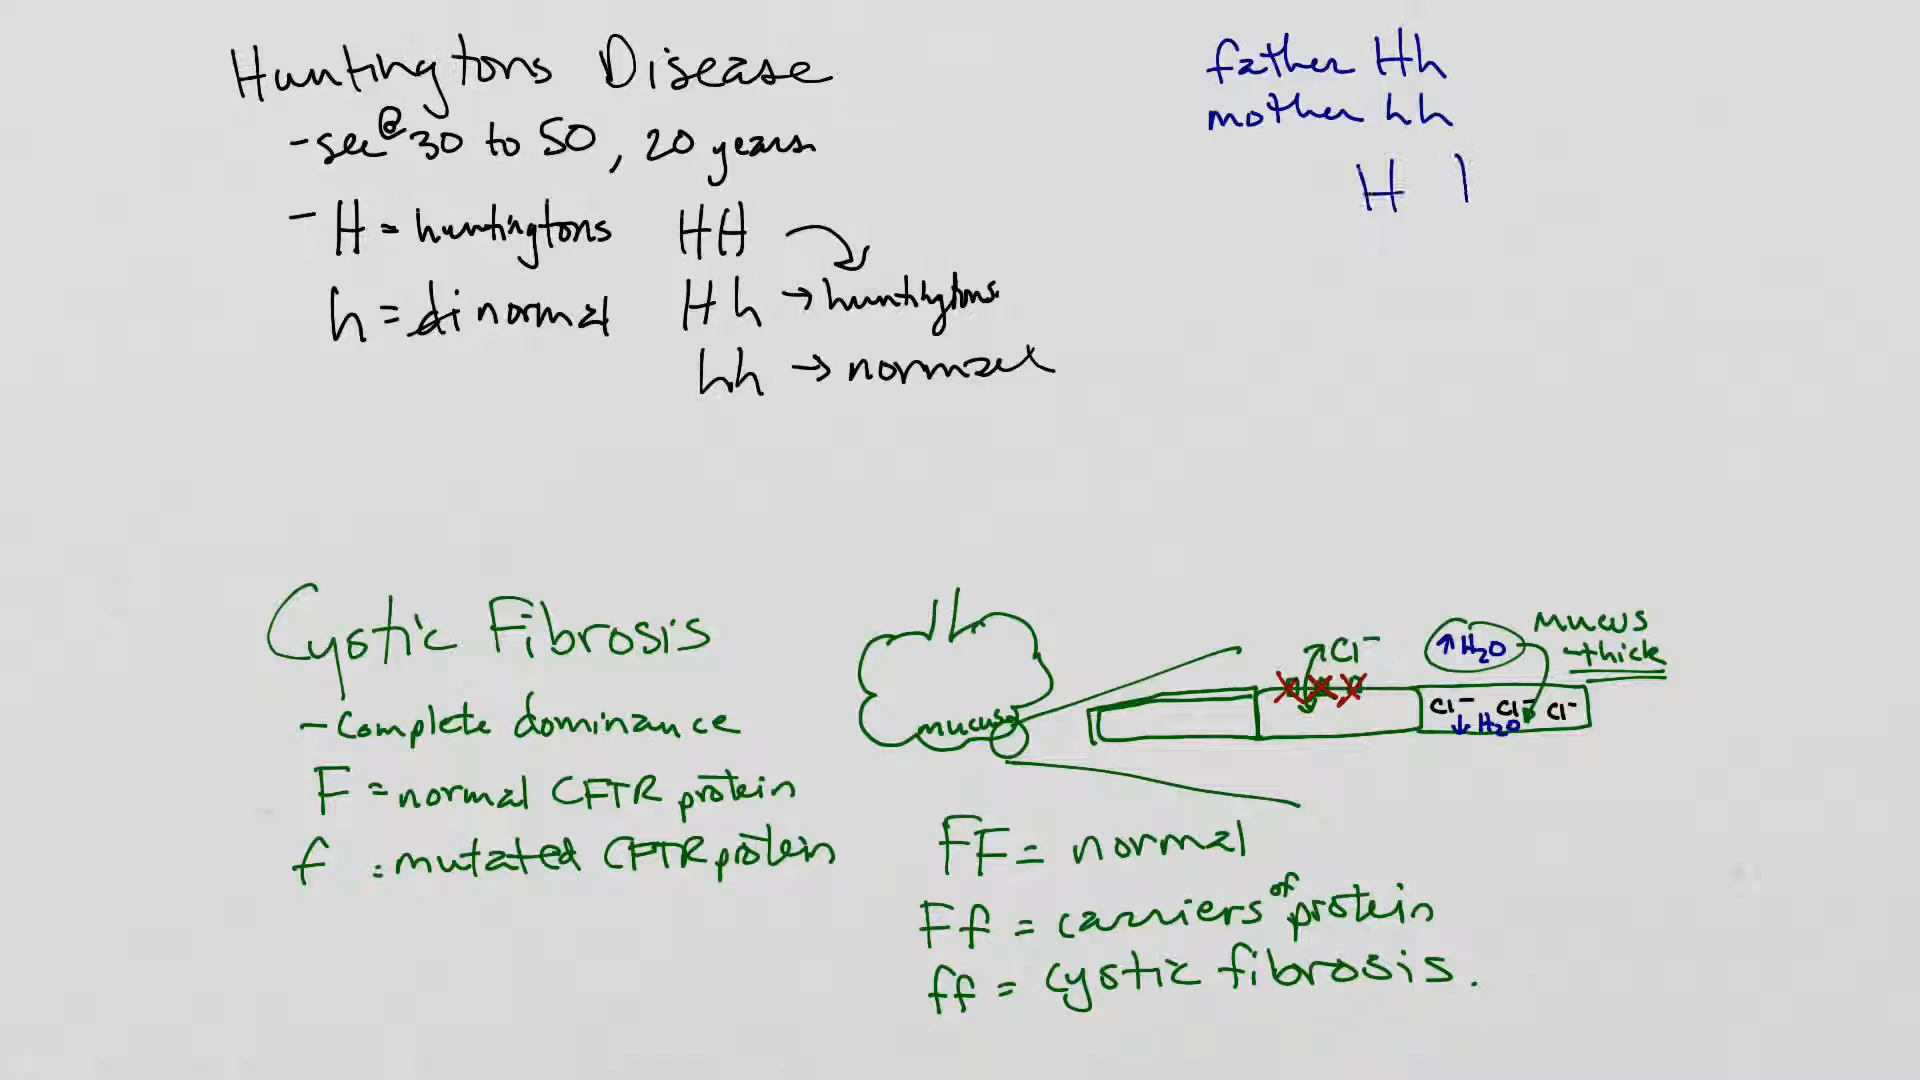 Huntingtons Disease
- see @ 30 to 50, 20 years
- H = huntingtons
h = di normal
HH
Hh → huntingtons
hh → normal
father Hh
mother hh
H
Cystic Fibrosis
- Complete dominance
F = normal CFTR protein
f = mutated CFTR protein
mucus
Cl⁻
↑H₂O
mucus
thick
Cl⁻ Cl⁻ Cl⁻
↓H₂O
FF = normal
Ff = carriers of protein
ff = cystic fibrosis.